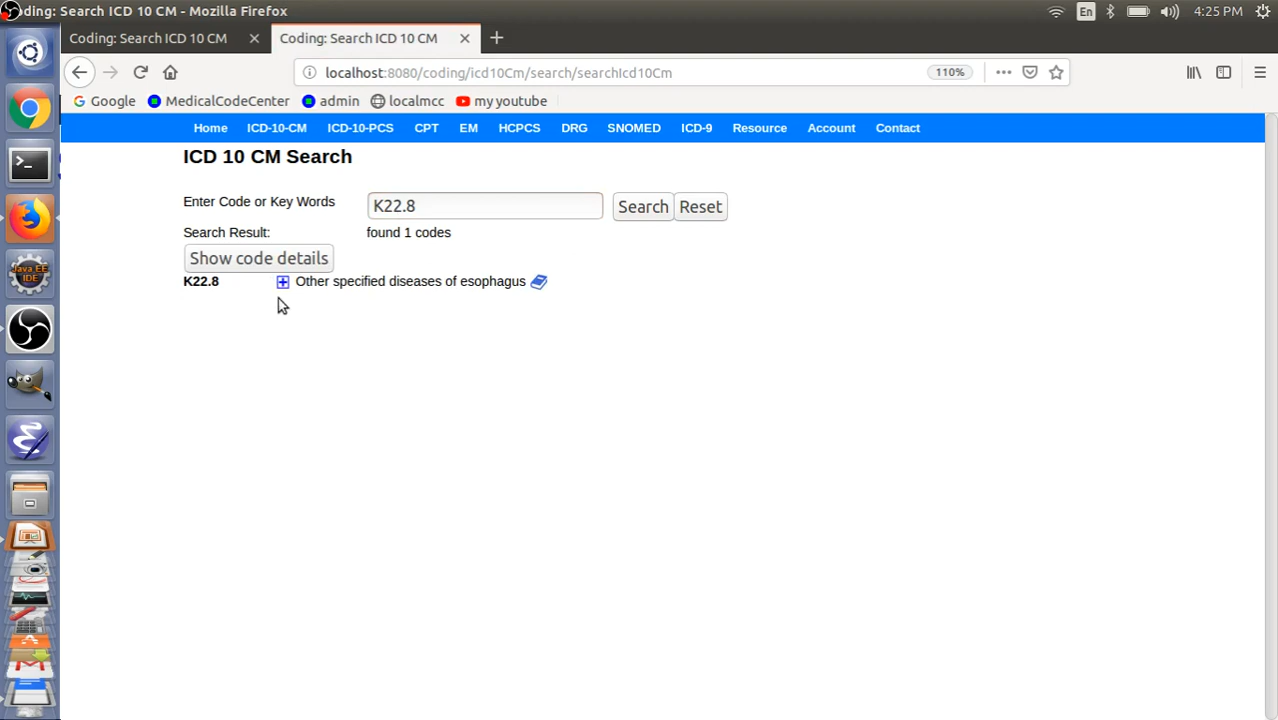 Coding: Search ICD 10 CM - Mozilla Firefox
En
4:25 PM
Coding: Search ICD 10 CM
Coding: Search ICD 10 CM
localhost:8080/coding/icd10Cm/search/searchIcd10Cm
110%
Google MedicalCodeCenter admin localmcc my youtube
Home ICD-10-CM ICD-10-PCS CPT EM HCPCS DRG SNOMED ICD-9 Resource Account Contact
ICD 10 CM Search
Enter Code or Key Words K22.8 Search Reset
Search Result: found 1 codes
Show code details
K22.8 Other specified diseases of esophagus
Java EE
IDE